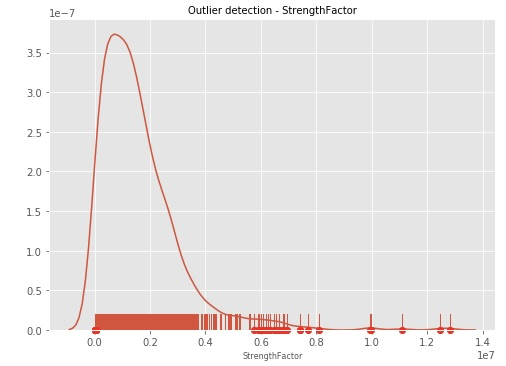 Outlier detection - StrengthFactor
1e−7
3.5
3.0
2.5
2.0
1.5
1.0
0.5
0.0
0.0 0.2 0.4 0.6 0.8 1.0 1.2 1.4
StrengthFactor
1e7